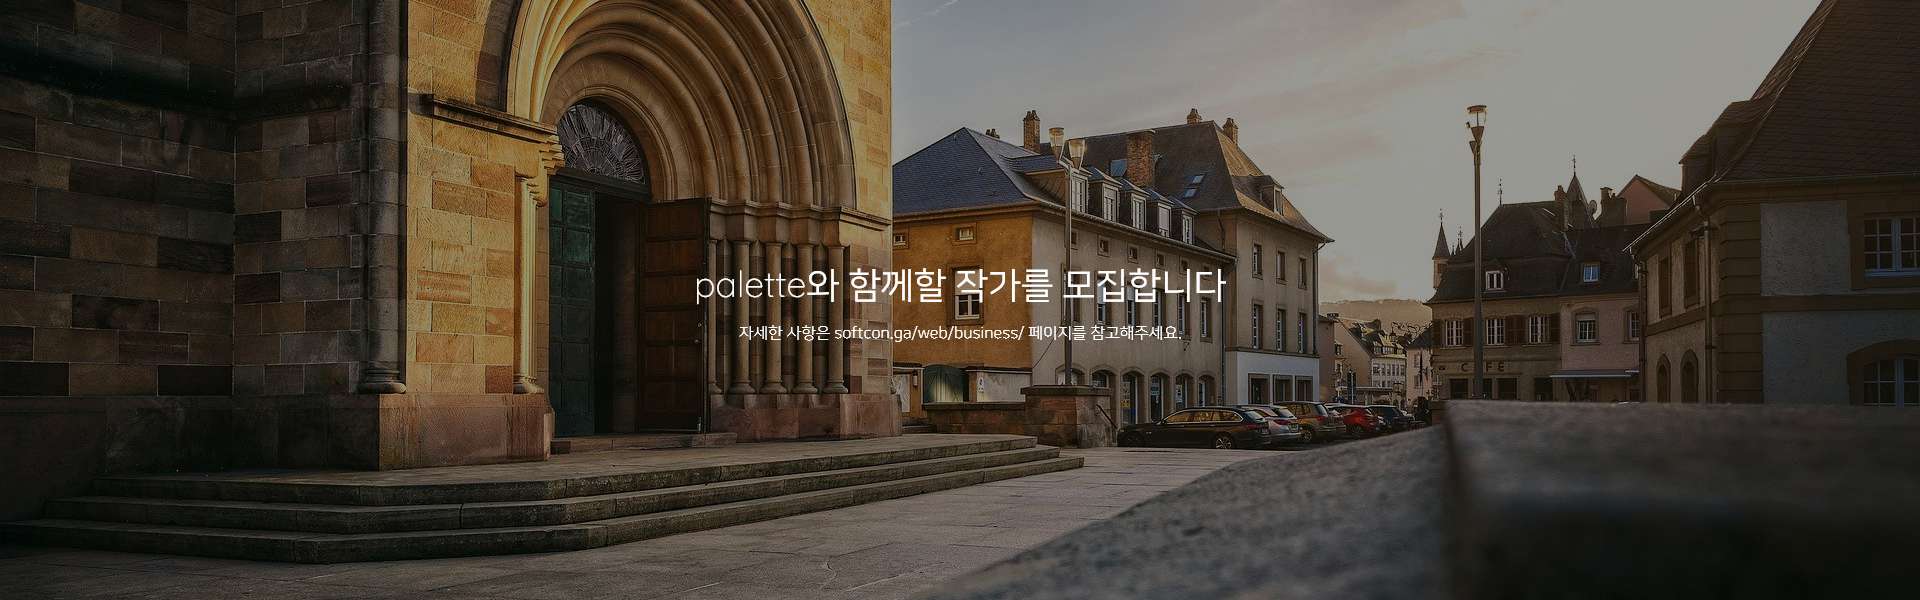 palette와 함께할 작가를 모집합니다
자세한 사항은 softcon.ga/web/business/ 페이지를 참고해주세요.
CAFE